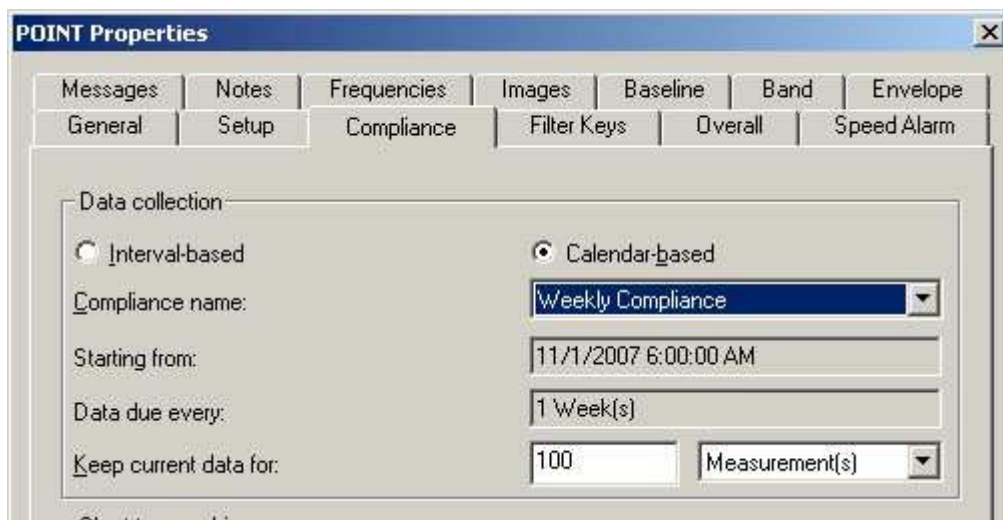 POINT Properties
Messages Notes Frequencies Images Baseline Band Envelope
General Setup Compliance Filter Keys Overall Speed Alarm
Data collection
Interval-based Calendar-based
Compliance name: Weekly Compliance
Starting from: 11/1/2007 6:00:00 AM
Data due every: 1 Week(s)
Keep current data for: 100 Measurement(s)